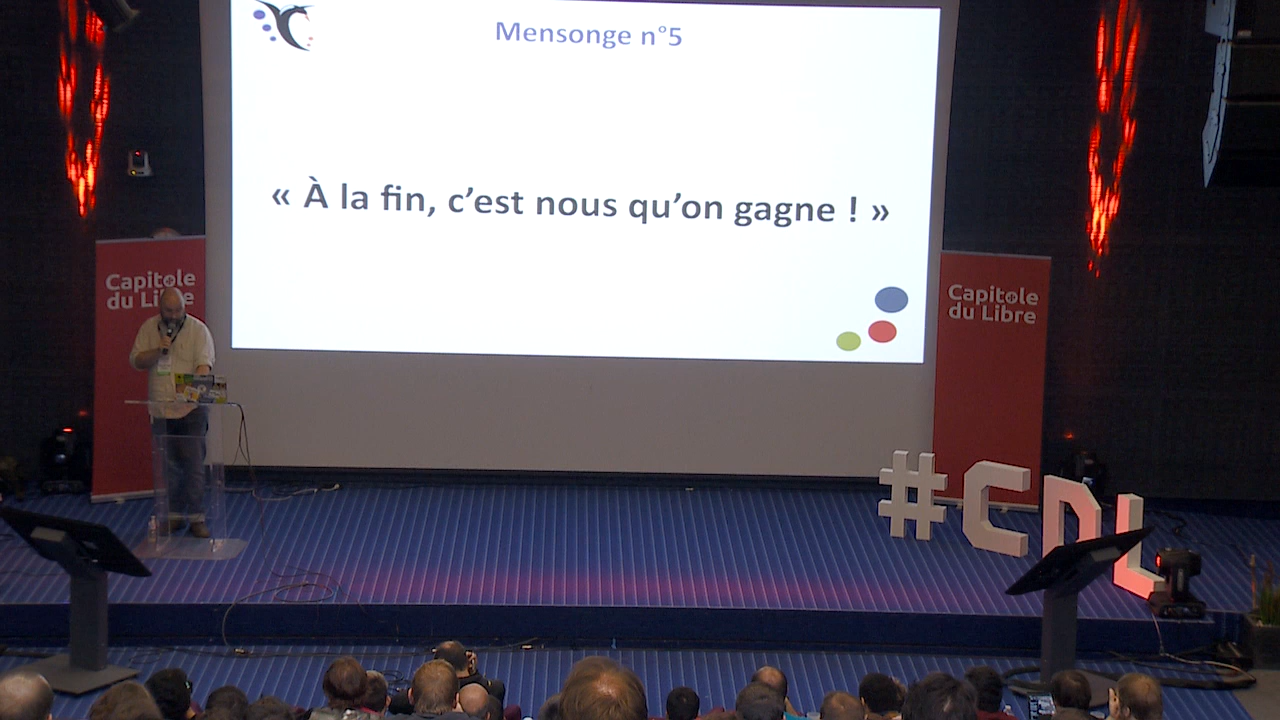 Mensonge n°5
« À la fin, c’est nous qu’on gagne ! »
Capitole
du Libre
Capitole
du Libre
#CDL